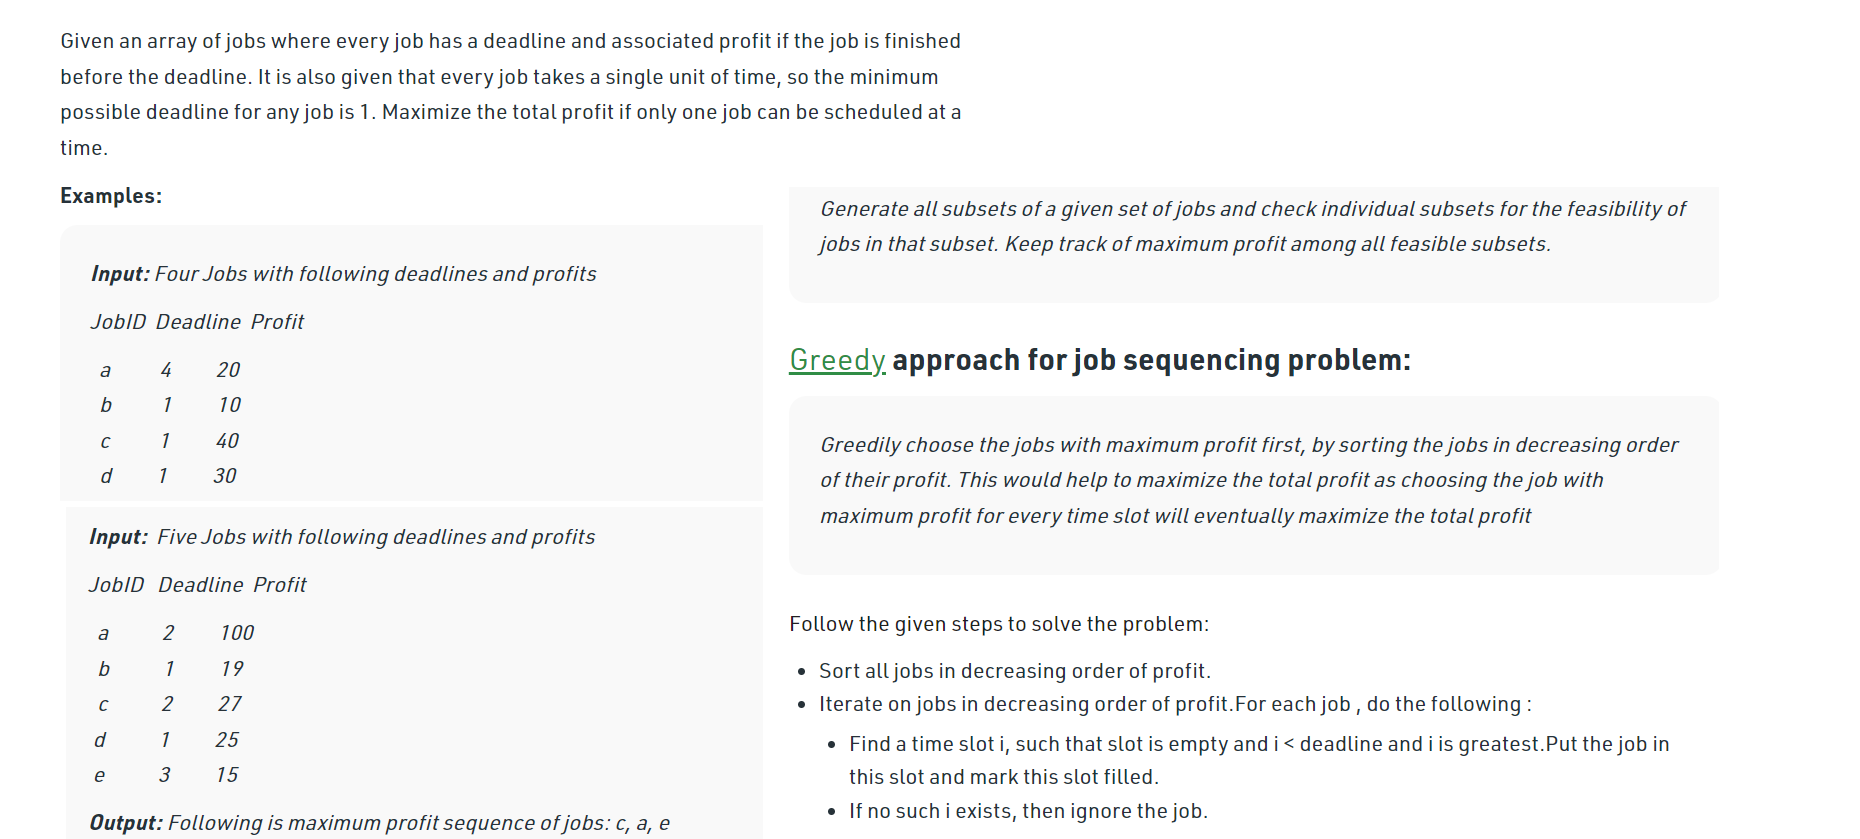 Given an array of jobs where every job has a deadline and associated profit if the job is finished
before the deadline. It is also given that every job takes a single unit of time, so the minimum
possible deadline for any job is 1. Maximize the total profit if only one job can be scheduled at a
time.
Examples:
Input: Four Jobs with following deadlines and profits
JobID Deadline Profit
a 4 20
b 1 10
c 1 40
d 1 30
Input: Five Jobs with following deadlines and profits
JobID Deadline Profit
a 2 100
b 1 19
c 2 27
d 1 25
e 3 15
Output: Following is maximum profit sequence of jobs: c, a, e
Generate all subsets of a given set of jobs and check individual subsets for the feasibility of
jobs in that subset. Keep track of maximum profit among all feasible subsets.
Greedy approach for job sequencing problem:
Greedily choose the jobs with maximum profit first, by sorting the jobs in decreasing order
of their profit. This would help to maximize the total profit as choosing the job with
maximum profit for every time slot will eventually maximize the total profit
Follow the given steps to solve the problem:
• Sort all jobs in decreasing order of profit.
• Iterate on jobs in decreasing order of profit.For each job , do the following :
• Find a time slot i, such that slot is empty and i < deadline and i is greatest.Put the job in
this slot and mark this slot filled.
• If no such i exists, then ignore the job.